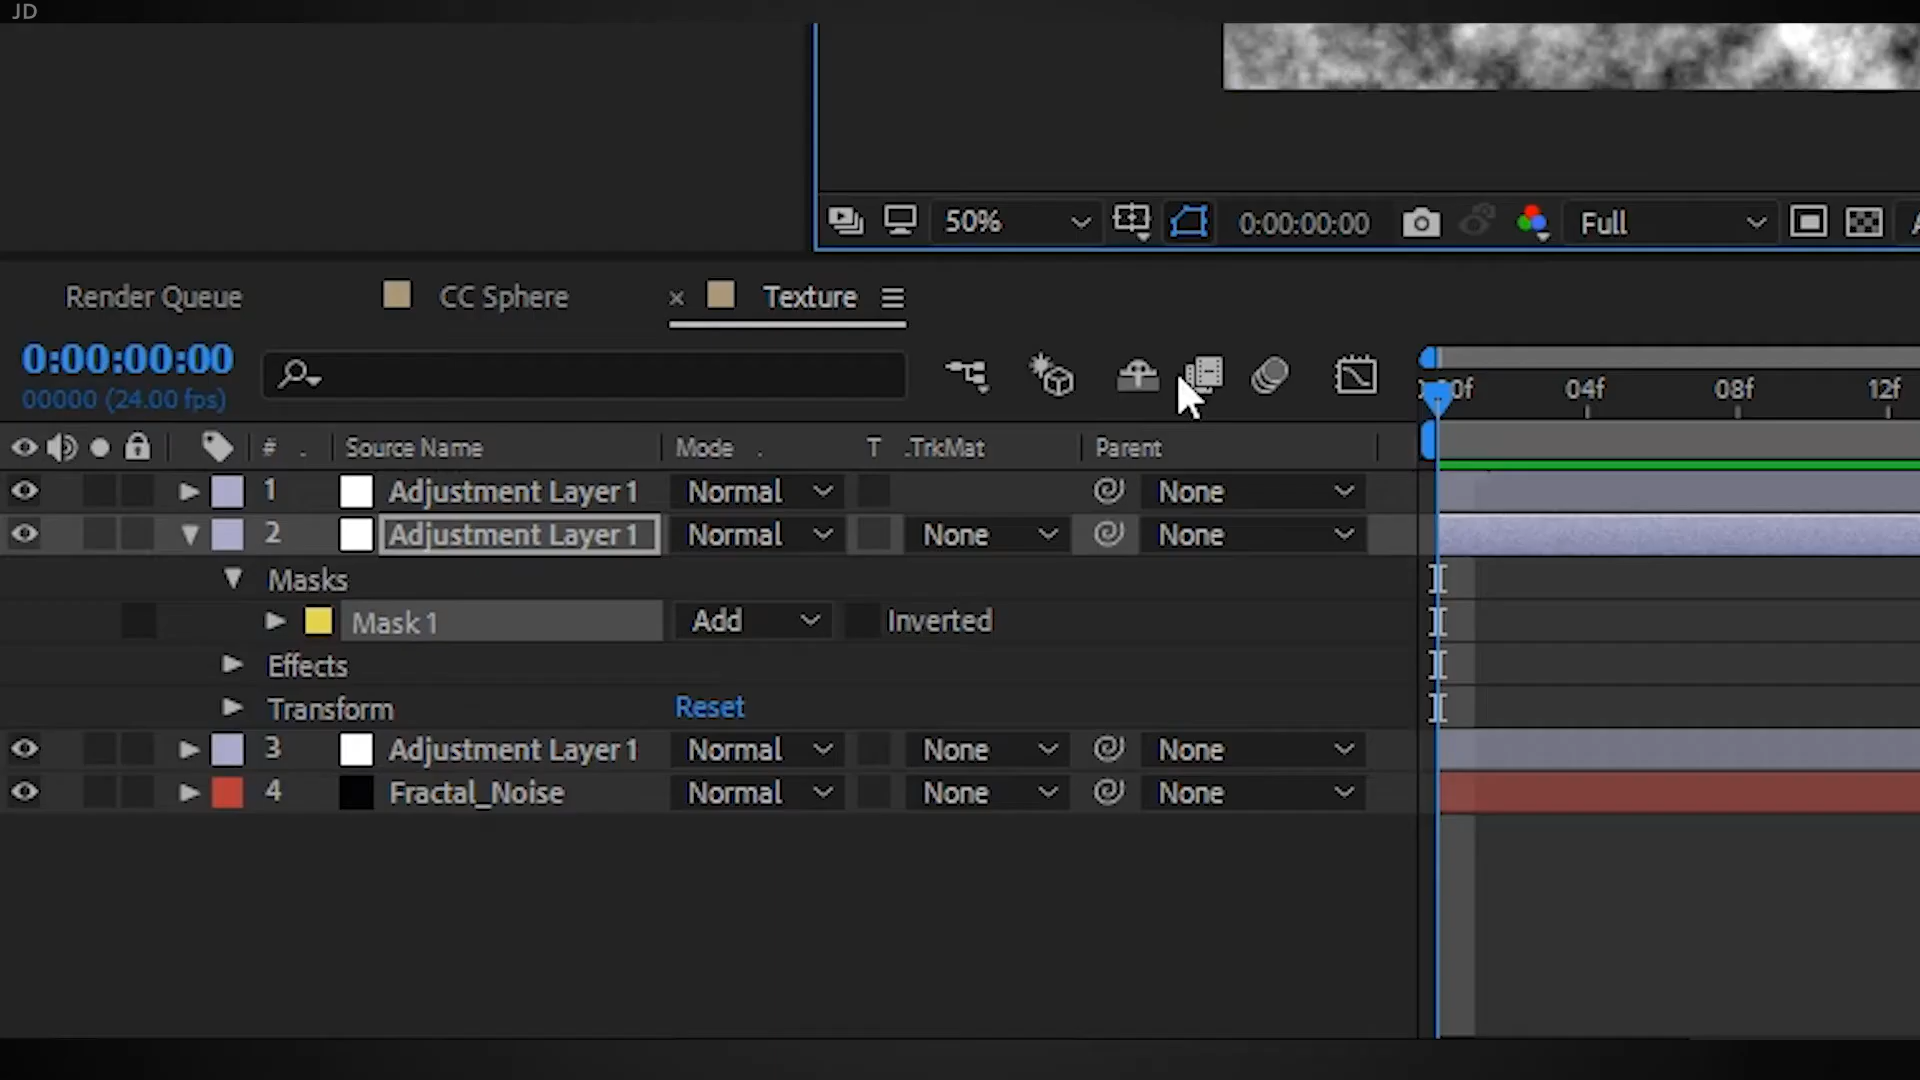 JD
50%
0:00:00:00
Full
Render Queue
CC Sphere
Texture
0:00:00:00
00000 (24.00 fps)
04f
08f
12f
#
Source Name
Mode
T
.TrkMat
Parent
1
Adjustment Layer 1
Normal
None
2
Adjustment Layer 1
Normal
None
None
Masks
Mask 1
Add
Inverted
Effects
Transform
Reset
3
Adjustment Layer 1
Normal
None
None
4
Fractal_Noise
Normal
None
None